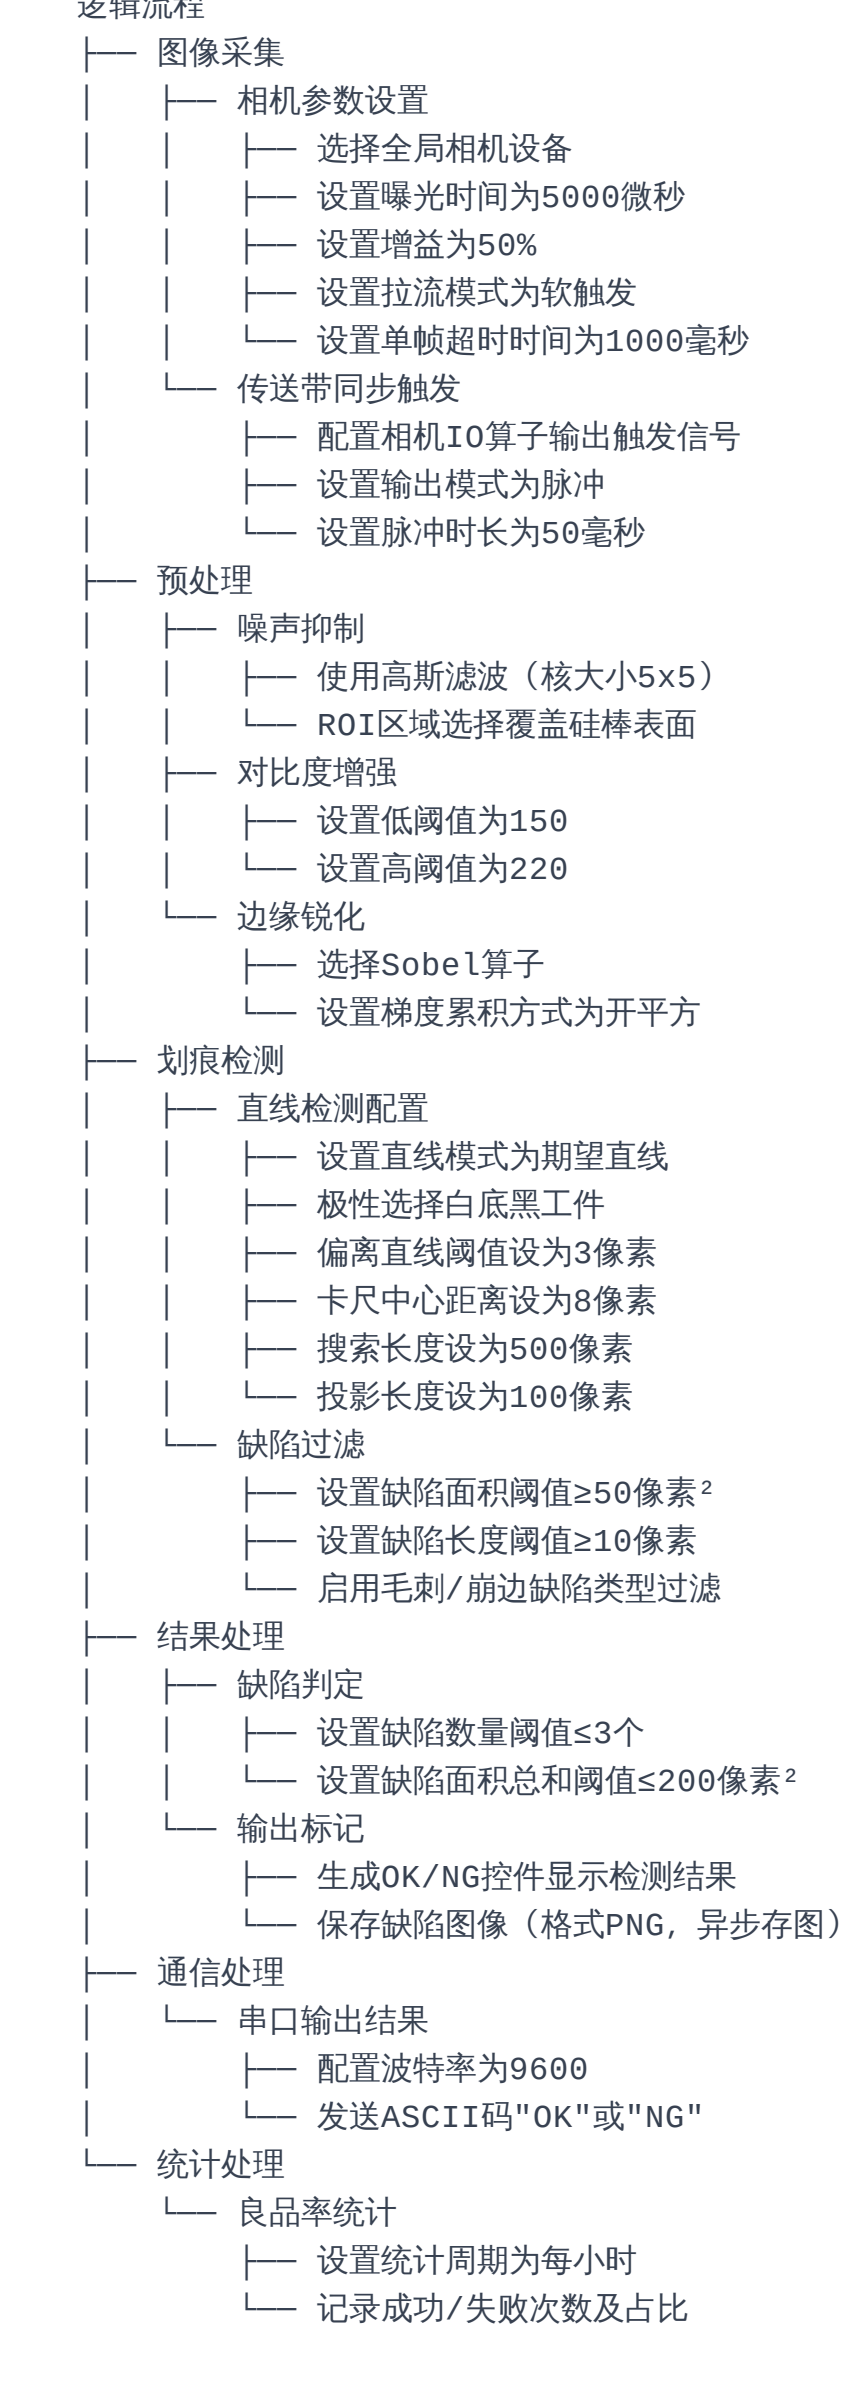 逻辑流程
├── 图像采集
│   ├── 相机参数设置
│   │   ├── 选择全局相机设备
│   │   ├── 设置曝光时间为5000微秒
│   │   ├── 设置增益为50%
│   │   ├── 设置拉流模式为软触发
│   │   └── 设置单帧超时时间为1000毫秒
│   └── 传送带同步触发
│       ├── 配置相机IO算子输出触发信号
│       ├── 设置输出模式为脉冲
│       └── 设置脉冲时长为50毫秒
├── 预处理
│   ├── 噪声抑制
│   │   ├── 使用高斯滤波（核大小5x5）
│   │   └── ROI区域选择覆盖硅棒表面
│   ├── 对比度增强
│   │   ├── 设置低阈值为150
│   │   └── 设置高阈值为220
│   └── 边缘锐化
│       ├── 选择Sobel算子
│       └── 设置梯度累积方式为开平方
├── 划痕检测
│   ├── 直线检测配置
│   │   ├── 设置直线模式为期望直线
│   │   ├── 极性选择白底黑工件
│   │   ├── 偏离直线阈值设为3像素
│   │   ├── 卡尺中心距离设为8像素
│   │   ├── 搜索长度设为500像素
│   │   └── 投影长度设为100像素
│   └── 缺陷过滤
│       ├── 设置缺陷面积阈值≥50像素²
│       ├── 设置缺陷长度阈值≥10像素
│       └── 启用毛刺/崩边缺陷类型过滤
├── 结果处理
│   ├── 缺陷判定
│   │   ├── 设置缺陷数量阈值≤3个
│   │   └── 设置缺陷面积总和阈值≤200像素²
│   └── 输出标记
│       ├── 生成OK/NG控件显示检测结果
│       └── 保存缺陷图像（格式PNG，异步存图）
├── 通信处理
│   └── 串口输出结果
│       ├── 配置波特率为9600
│       └── 发送ASCII码"OK"或"NG"
└── 统计处理
    └── 良品率统计
        ├── 设置统计周期为每小时
        └── 记录成功/失败次数及占比